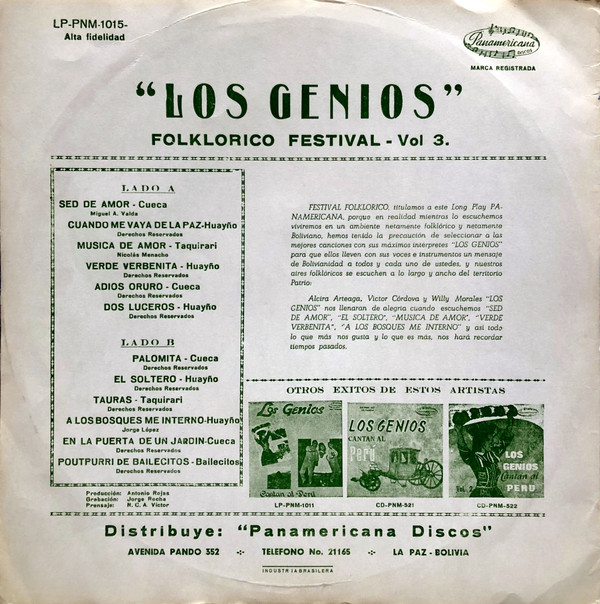 LP-PNM-1015-
Alta fidelidad
Panamericana
DISCOS
MARCA REGISTRADA
"LOS GENIOS"
FOLKLORICO FESTIVAL - Vol 3.
LADO A
SED DE AMOR - Cueca
Miguel A. Valda
CUANDO ME VAYA DE LA PAZ-Huayño
Derechos Reservados
MUSICA DE AMOR - Taquirari
Nicolás Menacho
VERDE VERBENITA - Huayño
Derechos Reservados
ADIOS ORURO - Cueca
Derechos Reservados
DOS LUCEROS - Huayño
Derechos Reservados
LADO B
PALOMITA - Cueca
Derechos Reservados
EL SOLTERO - Huayño
Derechos Reservados
TAURAS - Taquirari
Derechos Reservados
A LOS BOSQUES ME INTERNO-Huayño
Jorge López
EN LA PUERTA DE UN JARDIN-Cueca
Derechos Reservados
POUTPURRI DE BAILECITOS - Bailecitos
Derechos Reservados
Producción: Antonio Rojas
Grabación: Jorge Rocha
Prensaje: R. C. A. Victor
FESTIVAL FOLKLORICO, titulamos a este Long Play PA-
NAMERICANA, porque en realidad mientras lo escuchemos
viviremos en un ambiente netamente folklórico y netamente
Boliviano, hemos tenido la precaución de seleccionar a las
mejores canciones con sus máximos intérpretes "LOS GENIOS"
para que ellos lleven con sus voces e instrumentos un mensaje
de Bolivianidad a todos y cada uno de ustedes, y nuestros
aires folklóricos se escuchen a lo largo y ancho del territorio
Patrio:
Alcira Arteaga, Victor Córdova y Willy Morales "LOS
GENIOS" nos llenaran de alegria cuando escuchemos "SED
DE AMOR", "EL SOLTERO", "MUSICA DE AMOR", "VERDE
VERBENITA", "A LOS BOSQUES ME INTERNO" y asi todo
lo que más nos gusta y lo que es más, nos hará recordar
tiempos pasados.
OTROS EXITOS DE ESTOS ARTISTAS
Los Genios
Cantan al Perú
LP-PNM-1011
LOS GENIOS
CANTAN AL
Perú
CD-PNM-521
LOS
GENIOS
Cantan al
PERU
CD-PNM-522
Distribuye: "Panamericana Discos"
AVENIDA PANDO 352 -:- TELEFONO No. 21165 -:- LA PAZ - BOLIVIA
INDUSTRIA BRASILERA